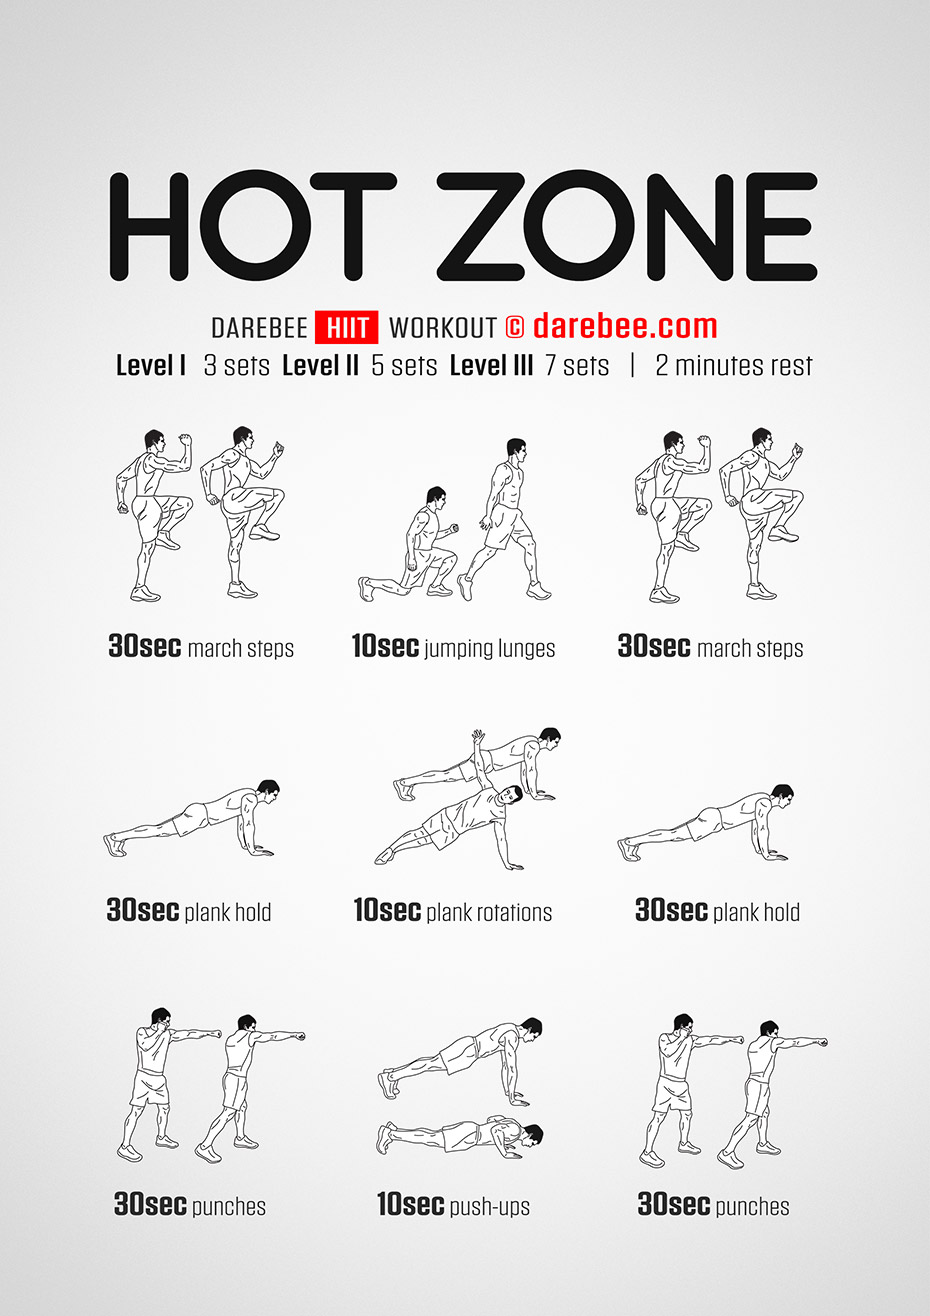 HOT ZONE
DAREBEE HIIT WORKOUT © darebee.com
Level I 3 sets Level II 5 sets Level III 7 sets | 2 minutes rest
30sec march steps 10sec jumping lunges 30sec march steps
30sec plank hold 10sec plank rotations 30sec plank hold
30sec punches 10sec push-ups 30sec punches